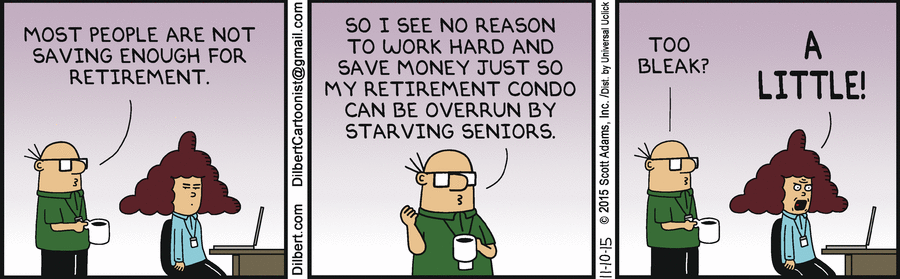 MOST PEOPLE ARE NOT
SAVING ENOUGH FOR
RETIREMENT.
Dilbert.com DilbertCartoonist@gmail.com
SO I SEE NO REASON
TO WORK HARD AND
SAVE MONEY JUST SO
MY RETIREMENT CONDO
CAN BE OVERRUN BY
STARVING SENIORS.
11-10-15 © 2015 Scott Adams, Inc. /Dist. by Universal Uclick
TOO
BLEAK?
A
LITTLE!